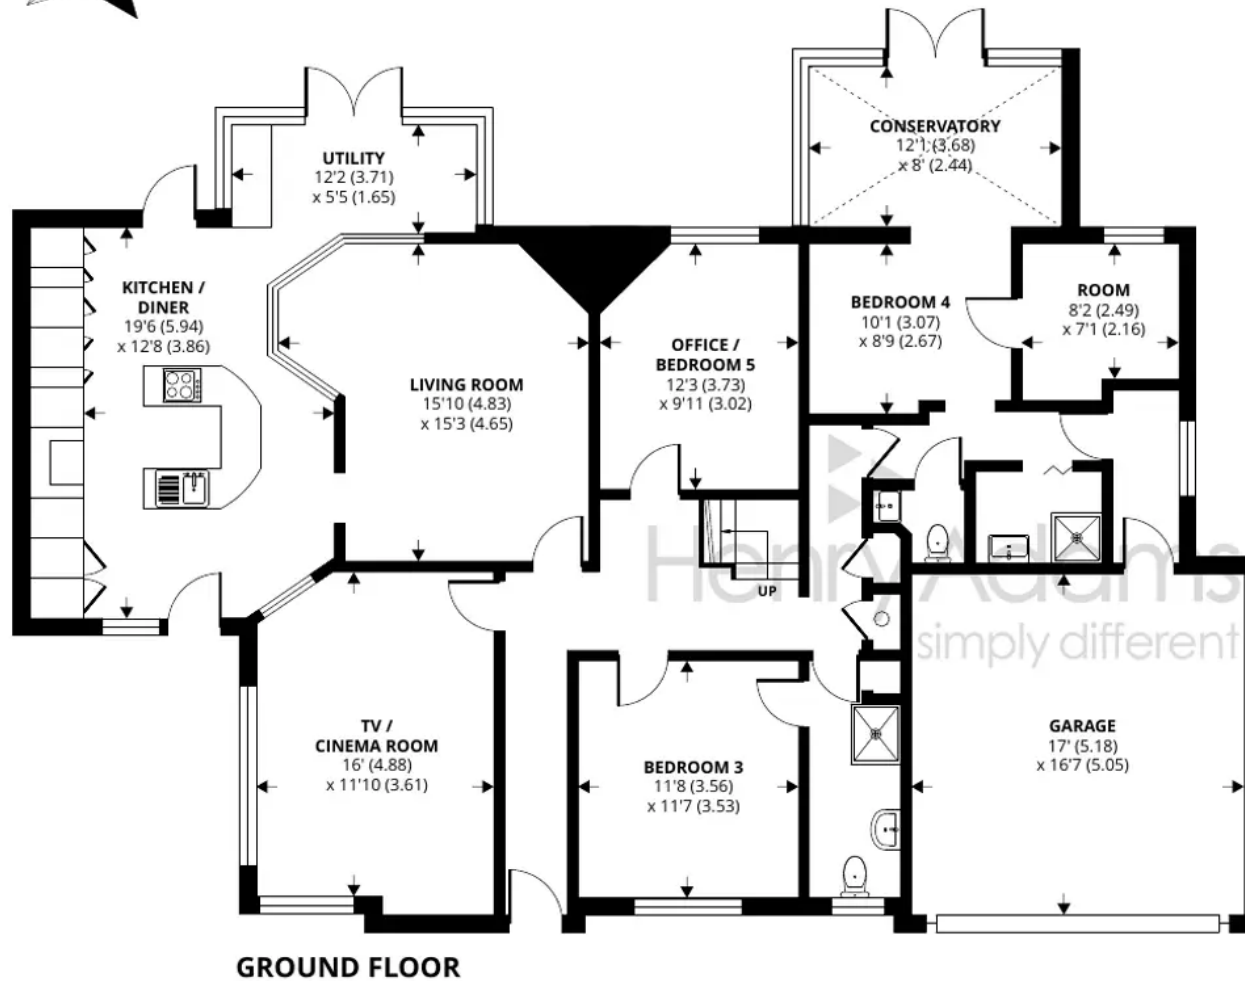 UTILITY
12'2 (3.71)
x 5'5 (1.65)
CONSERVATORY
12'1 (3.68)
x 8' (2.44)
KITCHEN /
DINER
19'6 (5.94)
x 12'8 (3.86)
LIVING ROOM
15'10 (4.83)
x 15'3 (4.65)
OFFICE /
BEDROOM 5
12'3 (3.73)
x 9'11 (3.02)
BEDROOM 4
10'1 (3.07)
x 8'9 (2.67)
ROOM
8'2 (2.49)
x 7'1 (2.16)
UP
Henry Adams
simply different
TV /
CINEMA ROOM
16' (4.88)
x 11'10 (3.61)
BEDROOM 3
11'8 (3.56)
x 11'7 (3.53)
GARAGE
17' (5.18)
x 16'7 (5.05)
GROUND FLOOR